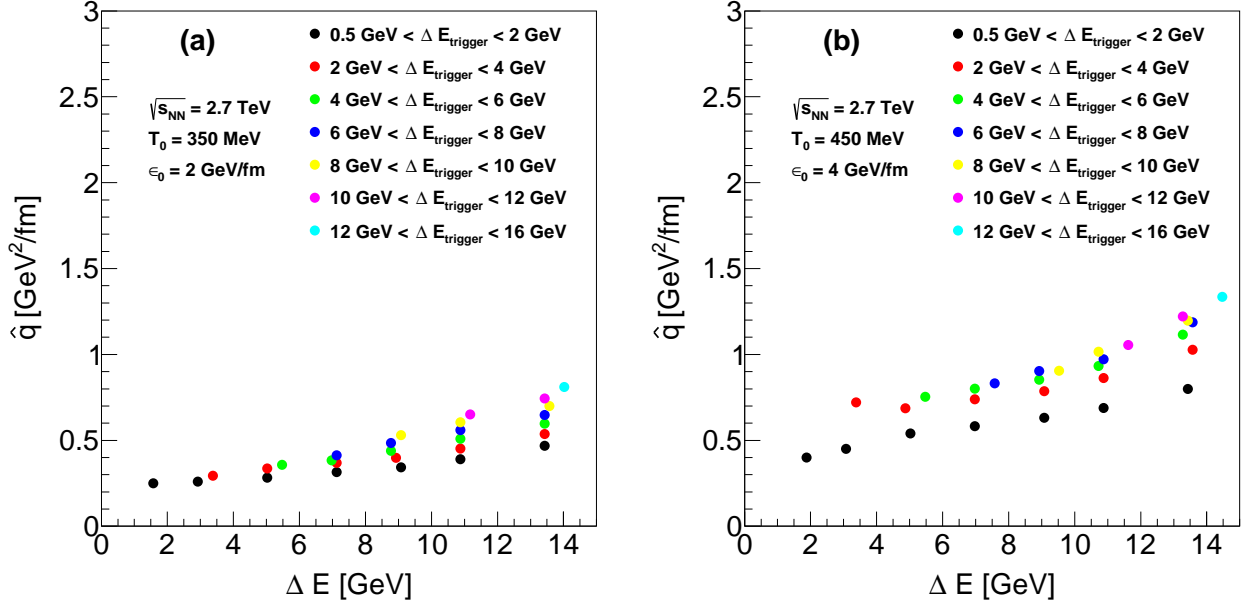 (a)
0.5 GeV < Δ E_trigger < 2 GeV
2 GeV < Δ E_trigger < 4 GeV
4 GeV < Δ E_trigger < 6 GeV
6 GeV < Δ E_trigger < 8 GeV
8 GeV < Δ E_trigger < 10 GeV
10 GeV < Δ E_trigger < 12 GeV
12 GeV < Δ E_trigger < 16 GeV
√s_NN = 2.7 TeV
T_0 = 350 MeV
ϵ_0 = 2 GeV/fm
q̂ [GeV²/fm]
3
2.5
2
1.5
1
0.5
0
0 2 4 6 8 10 12 14
Δ E [GeV]
(b)
0.5 GeV < Δ E_trigger < 2 GeV
2 GeV < Δ E_trigger < 4 GeV
4 GeV < Δ E_trigger < 6 GeV
6 GeV < Δ E_trigger < 8 GeV
8 GeV < Δ E_trigger < 10 GeV
10 GeV < Δ E_trigger < 12 GeV
12 GeV < Δ E_trigger < 16 GeV
√s_NN = 2.7 TeV
T_0 = 450 MeV
ϵ_0 = 4 GeV/fm
q̂ [GeV²/fm]
3
2.5
2
1.5
1
0.5
0
0 2 4 6 8 10 12 14
Δ E [GeV]